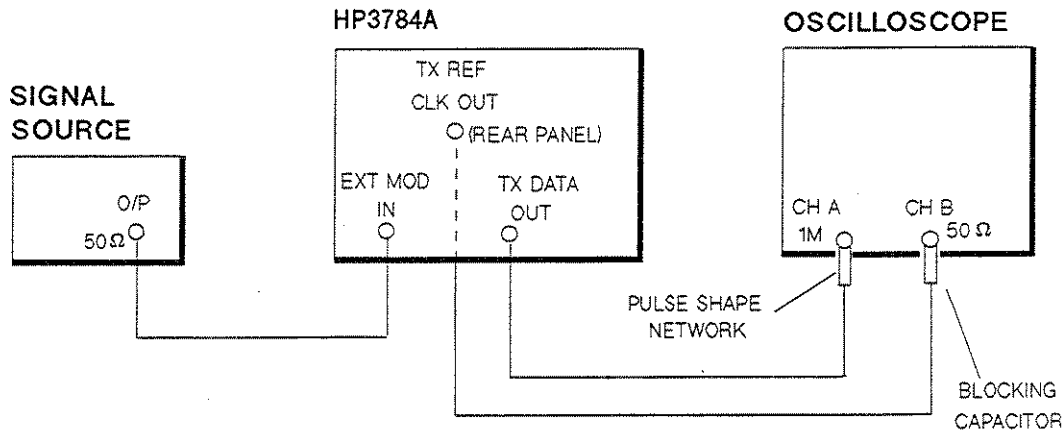 HP3784A
OSCILLOSCOPE
SIGNAL
SOURCE
O/P
50Ω
TX REF
CLK OUT
(REAR PANEL)
EXT MOD
IN
TX DATA
OUT
CH A
1M
CH B
50 Ω
PULSE SHAPE
NETWORK
BLOCKING
CAPACITOR